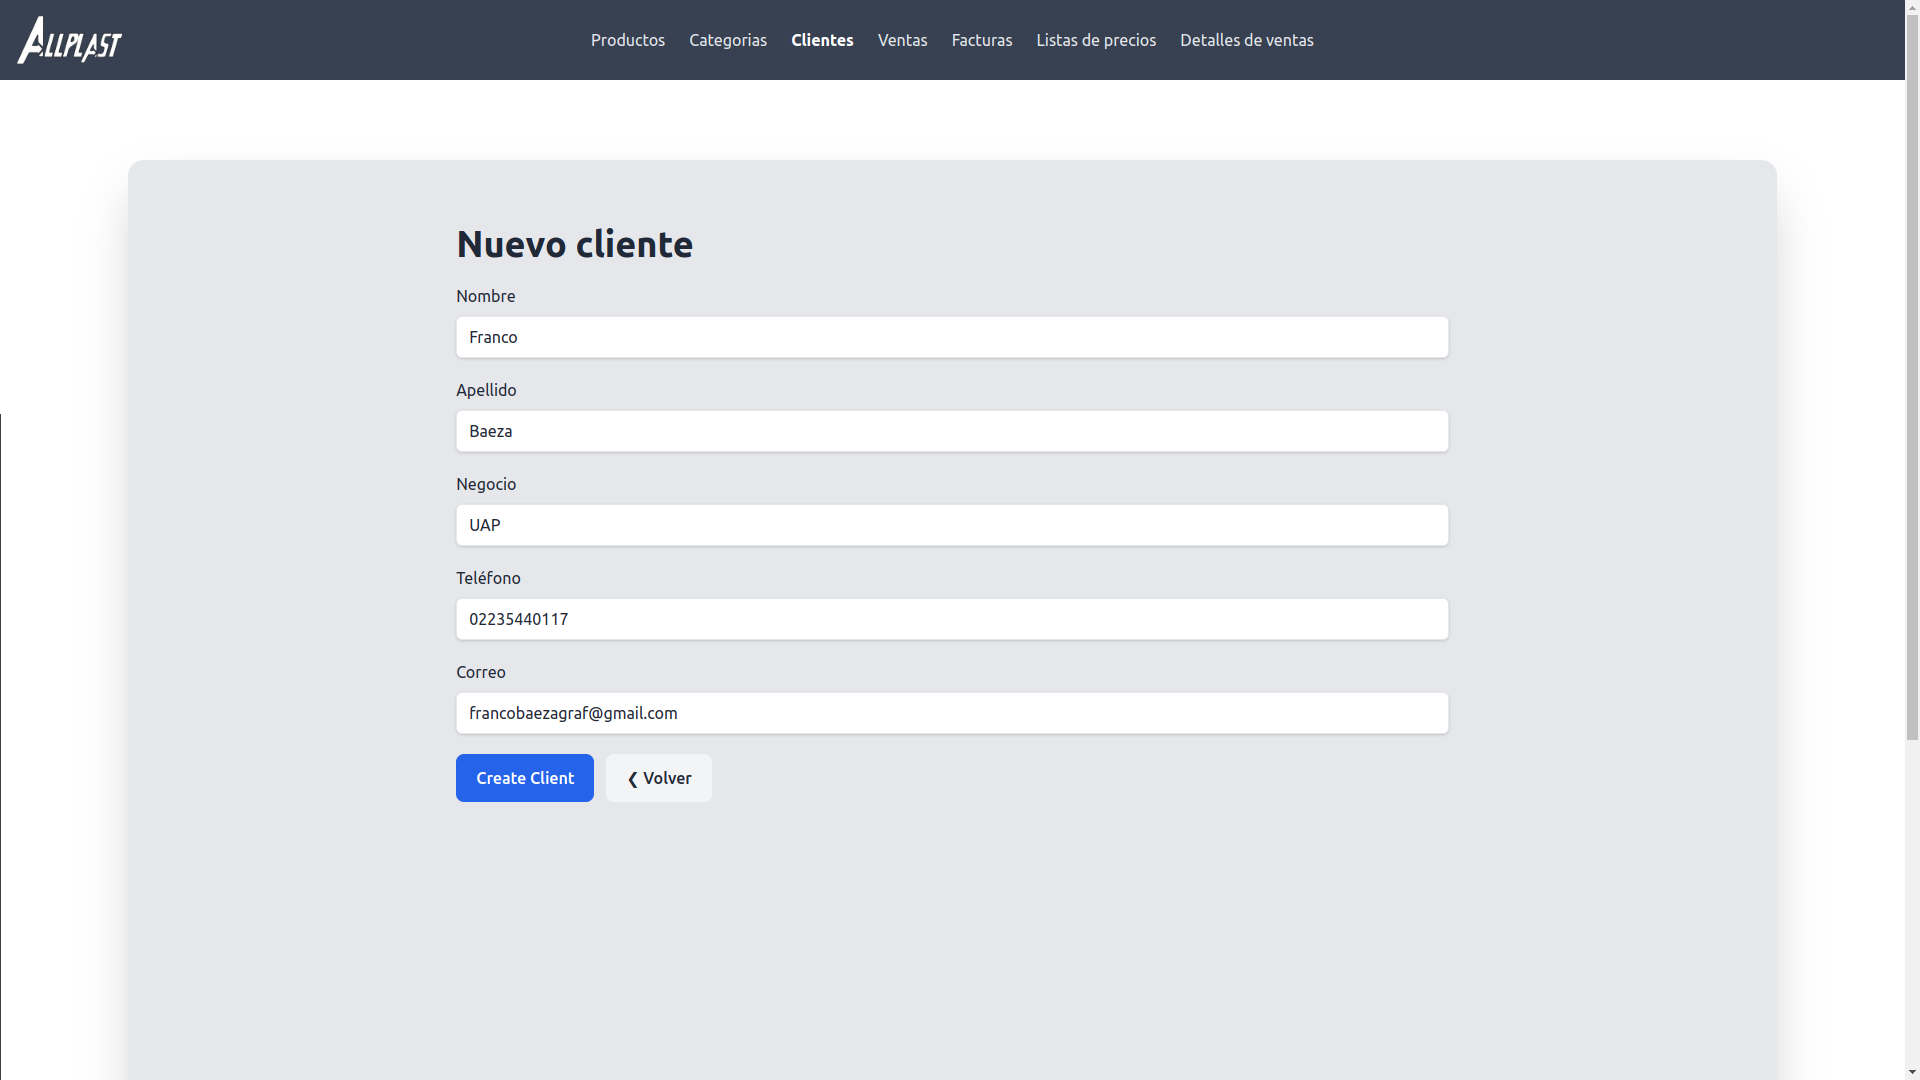 ALLPLAST
Productos Categorias Clientes Ventas Facturas Listas de precios Detalles de ventas
Nuevo cliente
Nombre
Franco
Apellido
Baeza
Negocio
UAP
Teléfono
02235440117
Correo
francobaezagraf@gmail.com
Create Client ❮ Volver